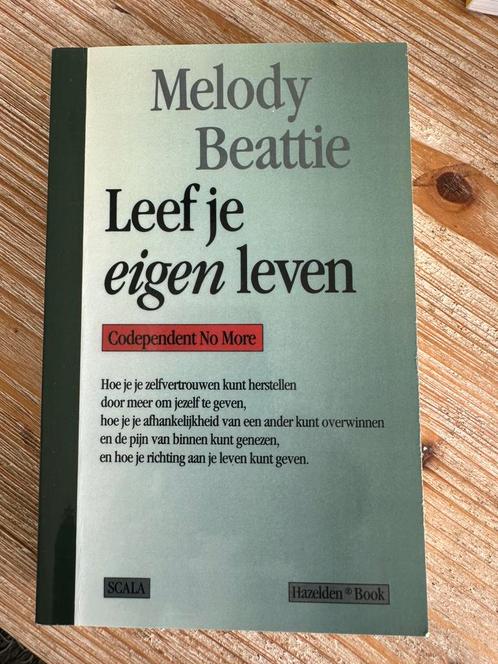 Melody
Beattie
Leef je
eigen leven
Codependent No More
Hoe je je zelfvertrouwen kunt herstellen
door meer om jezelf te geven,
hoe je je afhankelijkheid van een ander kunt overwinnen
en de pijn van binnen kunt genezen,
en hoe je richting aan je leven kunt geven.
SCALA
Hazelden® Book